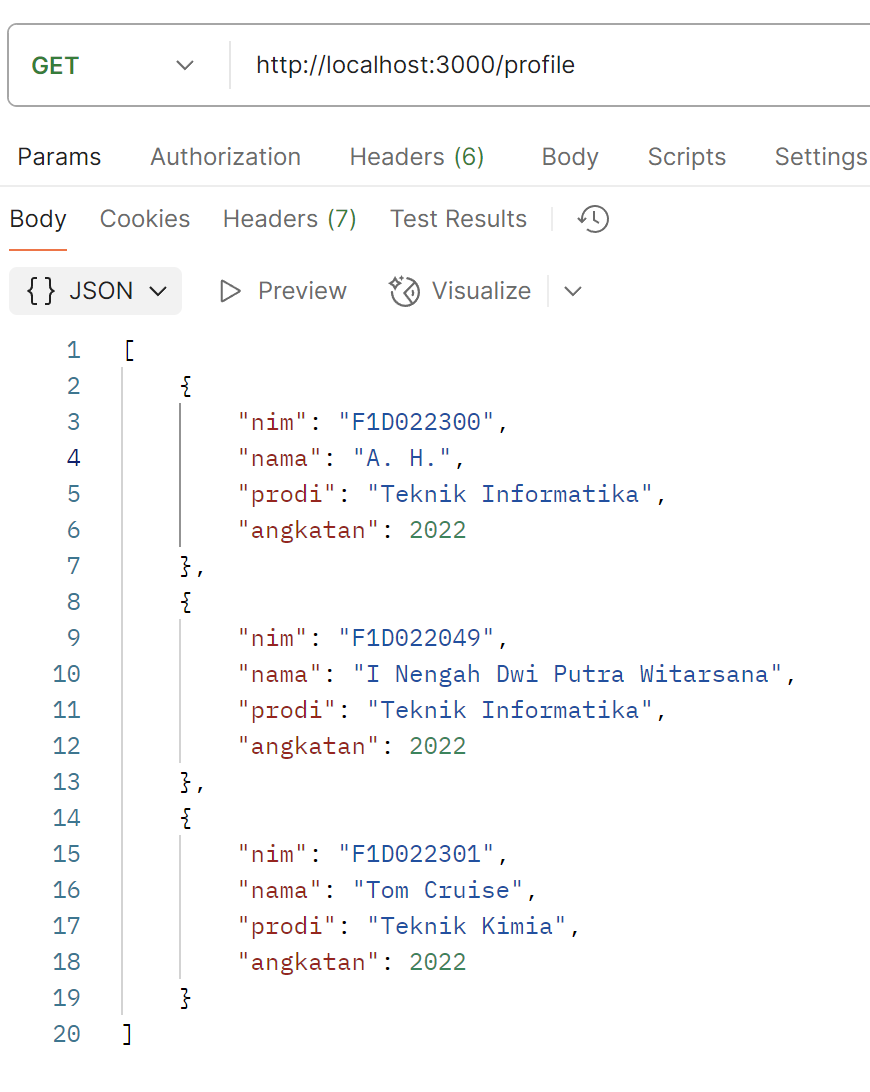 GET http://localhost:3000/profile
Params Authorization Headers (6) Body Scripts Settings
Body Cookies Headers (7) Test Results
{} JSON Preview Visualize
1 [
2 {
3 "nim": "F1D022300",
4 "nama": "A. H.",
5 "prodi": "Teknik Informatika",
6 "angkatan": 2022
7 },
8 {
9 "nim": "F1D022049",
10 "nama": "I Nengah Dwi Putra Witarsana",
11 "prodi": "Teknik Informatika",
12 "angkatan": 2022
13 },
14 {
15 "nim": "F1D022301",
16 "nama": "Tom Cruise",
17 "prodi": "Teknik Kimia",
18 "angkatan": 2022
19 }
20 ]